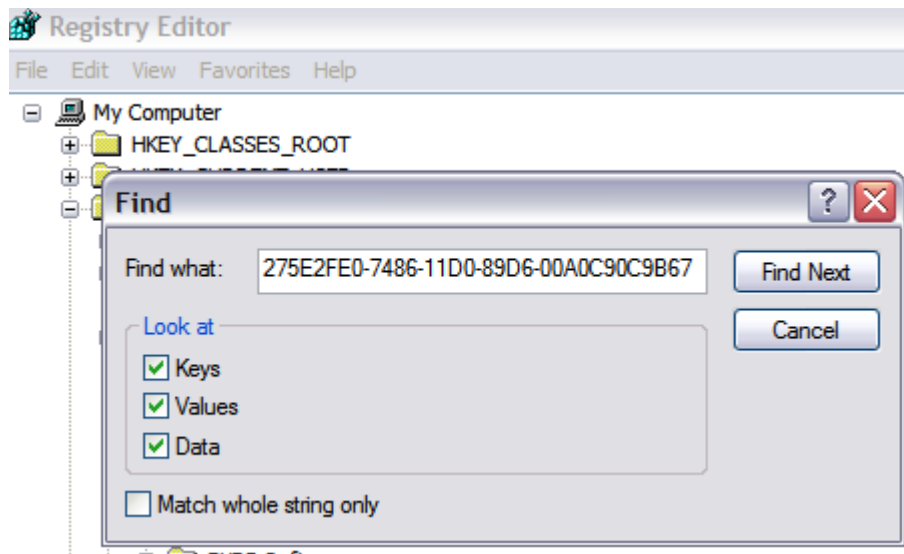 Registry Editor
File Edit View Favorites Help
My Computer
HKEY_CLASSES_ROOT
Find
Find what: 275E2FE0-7486-11D0-89D6-00A0C90C9B67 Find Next
Cancel
Look at
Keys
Values
Data
Match whole string only